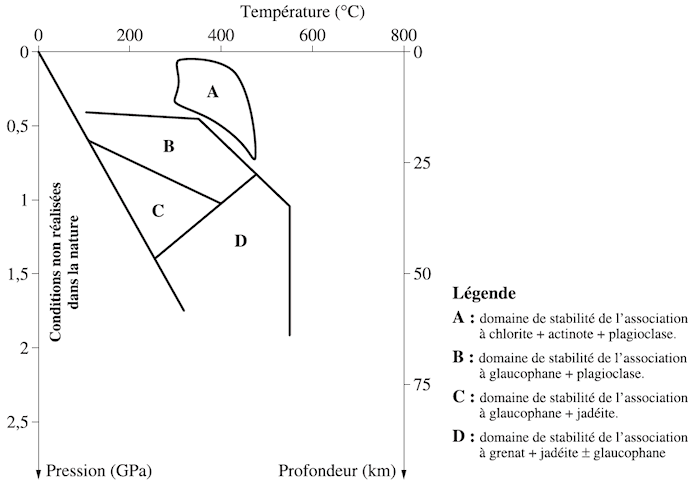 Température (°C)
0 200 400 600 800
0 0
0,5
25
1
1,5 50
2
75
2,5
A
B
C
D
Conditions non réalisées
dans la nature
Pression (GPa)
Profondeur (km)
Légende
A : domaine de stabilité de l'association
à chlorite + actinote + plagioclase.
B : domaine de stabilité de l'association
à glaucophane + plagioclase.
C : domaine de stabilité de l'association
à glaucophane + jadéite.
D : domaine de stabilité de l'association
à grenat + jadéite ± glaucophane